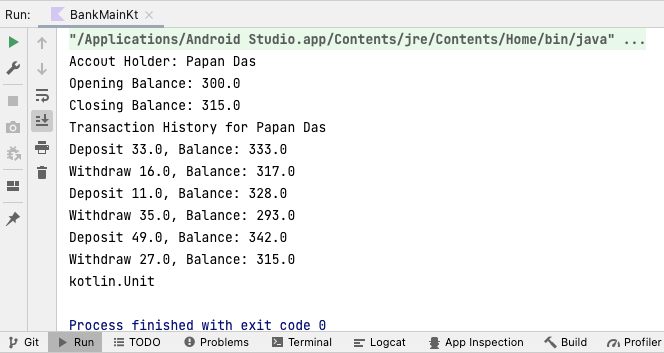 Run: BankMainKt
"/Applications/Android Studio.app/Contents/jre/Contents/Home/bin/java" ...
Accout Holder: Papan Das
Opening Balance: 300.0
Closing Balance: 315.0
Transaction History for Papan Das
Deposit 33.0, Balance: 333.0
Withdraw 16.0, Balance: 317.0
Deposit 11.0, Balance: 328.0
Withdraw 35.0, Balance: 293.0
Deposit 49.0, Balance: 342.0
Withdraw 27.0, Balance: 315.0
kotlin.Unit
Process finished with exit code 0
Git Run TODO Problems Terminal Logcat App Inspection Build Profiler